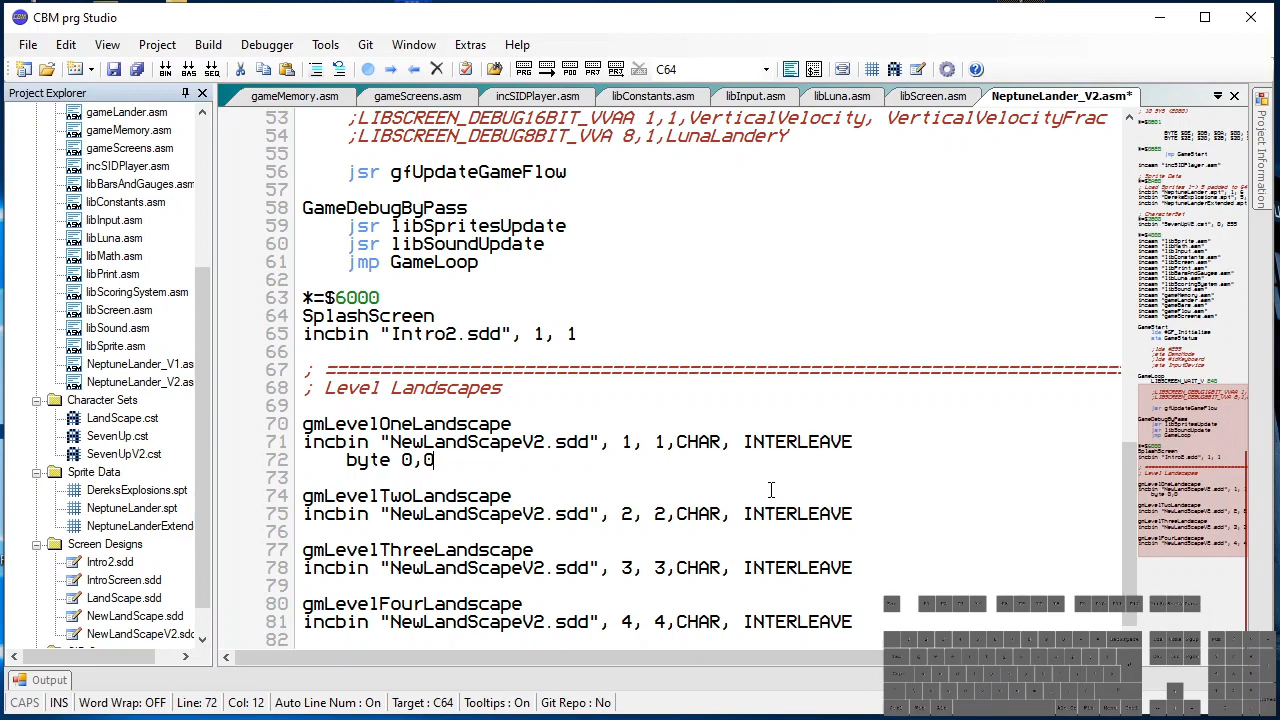 CBM prg Studio
File Edit View Project Build Debugger Tools Git Window Extras Help
C64
Project Explorer
gameMemory.asm gameScreens.asm incSIDPlayer.asm libConstants.asm libInput.asm libLuna.asm libScreen.asm NeptuneLander_V2.asm*
gameLander.asm
gameMemory.asm
gameScreens.asm
incSIDPlayer.asm
libBarsAndGauges.asm
libConstants.asm
libInput.asm
libLuna.asm
libMath.asm
libPrint.asm
libScoringSystem.asm
libScreen.asm
libSound.asm
libSprite.asm
NeptuneLander_V1.as
NeptuneLander_V2.as
Character Sets
LandScape.cst
SevenUp.cst
SevenUpV2.cst
Sprite Data
DereksExplosions.spt
NeptuneLander.spt
NeptuneLanderExtend
Screen Designs
Intro2.sdd
IntroScreen.sdd
LandScape.sdd
NewLandScape.sdd
NewLandScapeV2.sdd
53 ;LIBSCREEN_DEBUG16BIT_VVAA 1,1,VerticalVelocity, VerticalVelocityFrac
54 ;LIBSCREEN_DEBUG8BIT_VVA 8,1,LunaLanderY
55
56 jsr gfUpdateGameFlow
57
58 GameDebugByPass
59 jsr libSpritesUpdate
60 jsr libSoundUpdate
61 jmp GameLoop
62
63 *=$6000
64 SplashScreen
65 incbin "Intro2.sdd", 1, 1
66
67 ; =========================================================================
68 ; Level Landscapes
69
70 gmLevelOneLandscape
71 incbin "NewLandScapeV2.sdd", 1, 1,CHAR, INTERLEAVE
72 byte 0,0
73
74 gmLevelTwoLandscape
75 incbin "NewLandScapeV2.sdd", 2, 2,CHAR, INTERLEAVE
76
77 gmLevelThreeLandscape
78 incbin "NewLandScapeV2.sdd", 3, 3,CHAR, INTERLEAVE
79
80 gmLevelFourLandscape
81 incbin "NewLandScapeV2.sdd", 4, 4,CHAR, INTERLEAVE
82
Project Information
Output
CAPS INS Word Wrap: OFF Line: 72 Col: 12 Auto Line Num : On Target : C64 Tooltips : On Git Repo : No